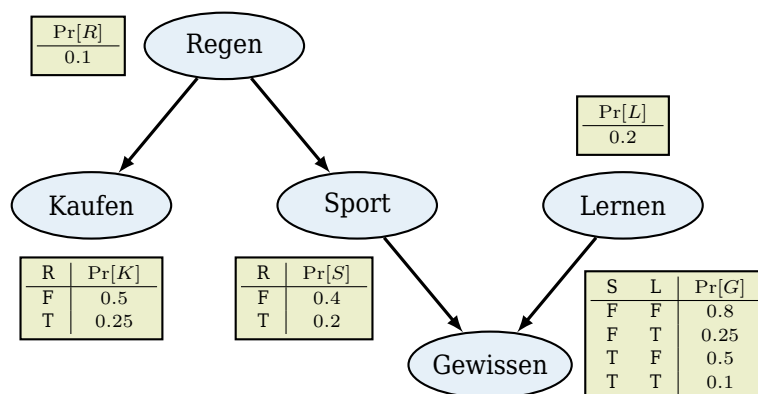 Pr[R]
0.1
Regen
Pr[L]
0.2
Kaufen
Sport
Lernen
R Pr[K]
F 0.5
T 0.25
R Pr[S]
F 0.4
T 0.2
S L Pr[G]
F F 0.8
F T 0.25
T F 0.5
T T 0.1
Gewissen